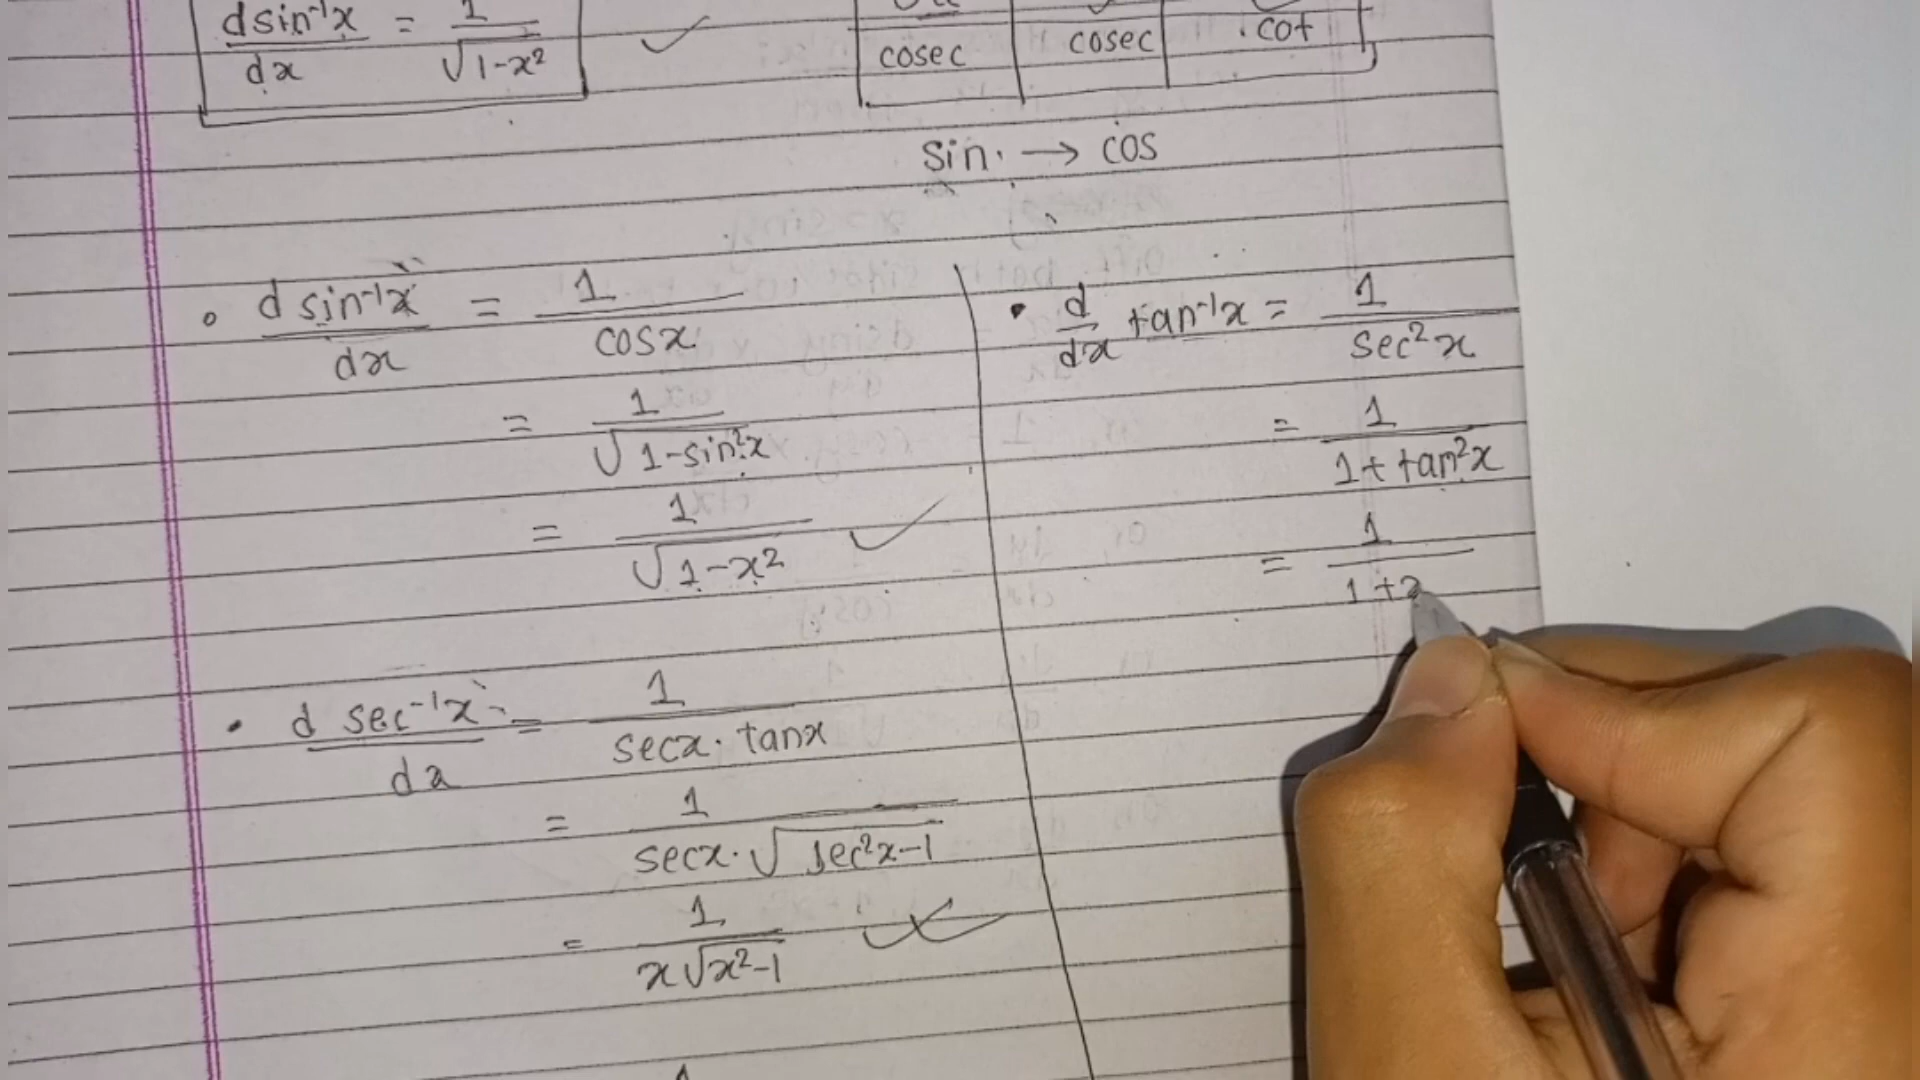 dsin⁻¹x/dx = 1/√1-x²
cosec cosec cot
sin → cos
d sin⁻¹x/dx = 1/cosx
= 1/√1-sin²x
= 1/√1-x²
d sec⁻¹x/dx = 1/secx · tanx
= 1/secx · √sec²x-1
= 1/x√x²-1
d/dx tan⁻¹x = 1/sec²x
= 1/1+tan²x
= 1/1+